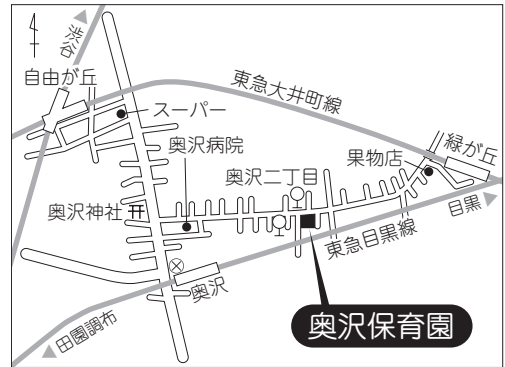 渋谷
自由が丘
東急大井町線
スーパー
緑が丘
奥沢病院
果物店
奥沢二丁目
奥沢神社
目黒
東急目黒線
奥沢
奥沢保育園
田園調布